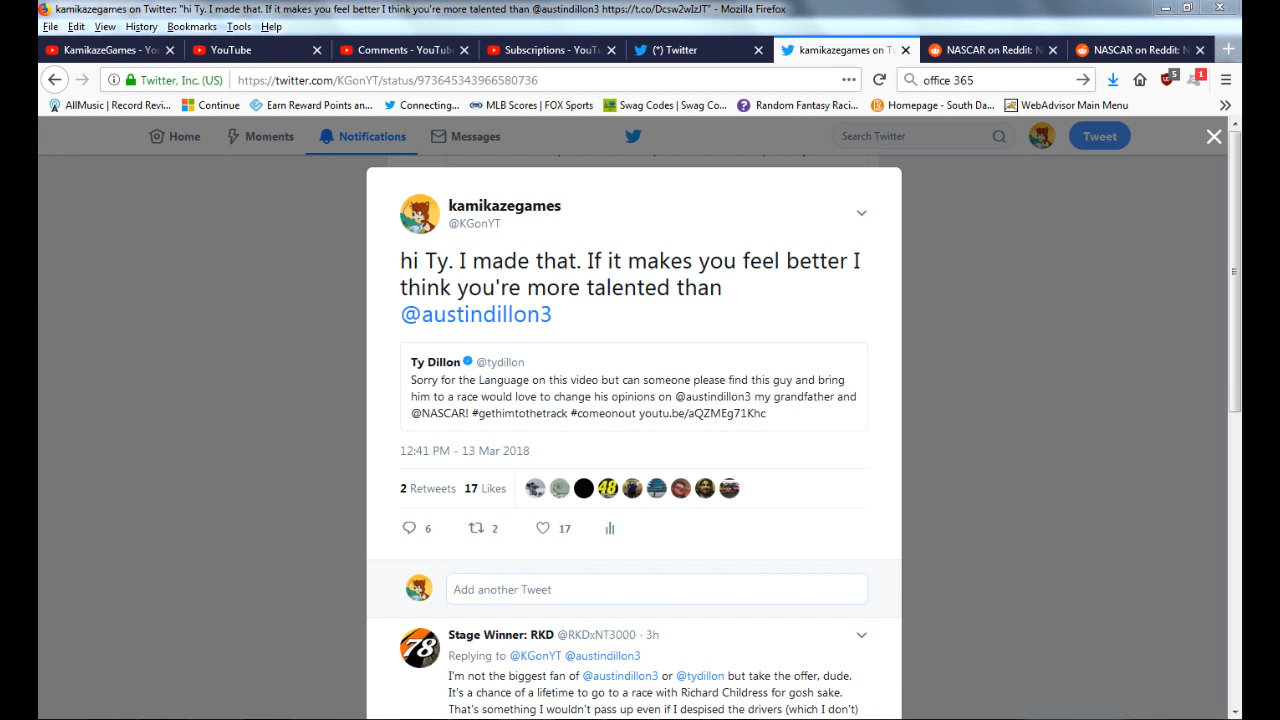 kamikazegames on Twitter: "hi Ty. I made that. If it makes you feel better I think you're more talented than @austindillon3 https://t.co/Dcsw2wIzJT" - Mozilla Firefox
File Edit View History Bookmarks Tools Help
KamikazeGames - Yo
YouTube
Comments - YouTub
Subscriptions - YouTu
(*) Twitter
kamikazegames on Tw
NASCAR on Reddit: N
NASCAR on Reddit: N
Twitter, Inc. (US) https://twitter.com/KGonYT/status/973645343966580736 office 365 5 1
AllMusic | Record Revi... Continue Earn Reward Points an... Connecting... MLB Scores | FOX Sports Swag Codes | Swag Co... Random Fantasy Raci... Homepage - South Da... WebAdvisor Main Menu
Home Moments Notifications Messages Search Twitter Tweet
kamikazegames
@KGonYT
hi Ty. I made that. If it makes you feel better I
think you're more talented than
@austindillon3
Ty Dillon @tydillon
Sorry for the Language on this video but can someone please find this guy and bring
him to a race would love to change his opinions on @austindillon3 my grandfather and
@NASCAR! #gethimtothetrack #comeonout youtu.be/aQZMEg71Khc
12:41 PM - 13 Mar 2018
2 Retweets 17 Likes 48
6 2 17
Add another Tweet
78
Stage Winner: RKD @RKDxNT3000 · 3h
Replying to @KGonYT @austindillon3
I'm not the biggest fan of @austindillon3 or @tydillon but take the offer, dude.
It's a chance of a lifetime to go to a race with Richard Childress for gosh sake.
That's something I wouldn't pass up even if I despised the drivers (which I don't)